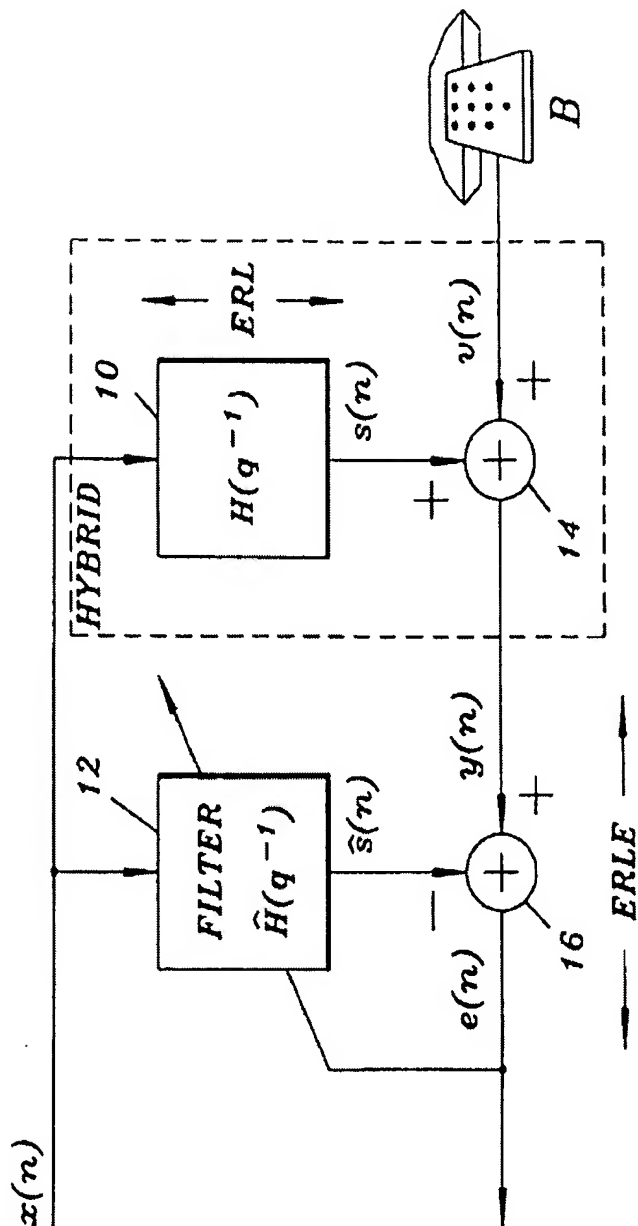 x(n)
12
FILTER
Ĥ(q⁻¹)
ŝ(n)
−
+
e(n)
16
+
y(n)
ERLE
HYBRID
10
H(q⁻¹)
ERL
s(n)
+
+
14
+
v(n)
B